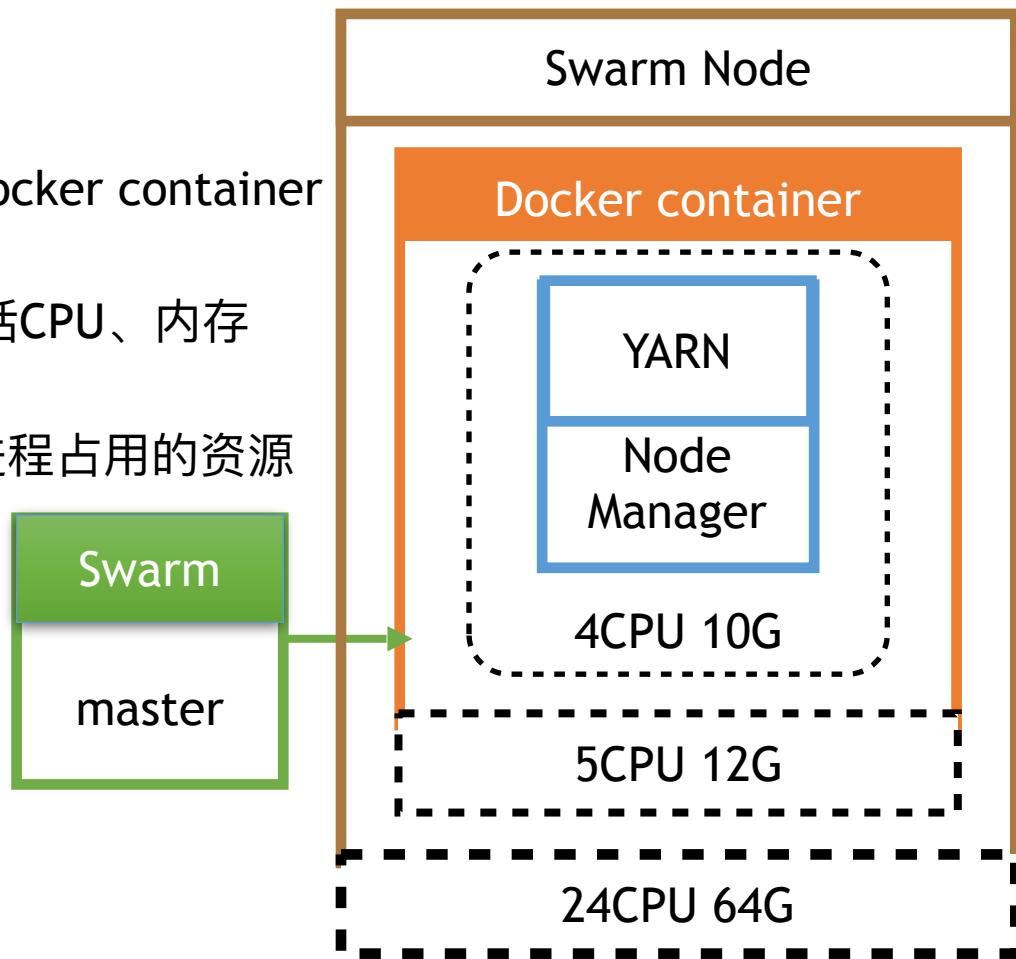 Swarm Node
ocker container
Docker container
括CPU、内存
YARN
进程占用的资源
Node
Manager
Swarm
4CPU 10G
master
5CPU 12G
24CPU 64G